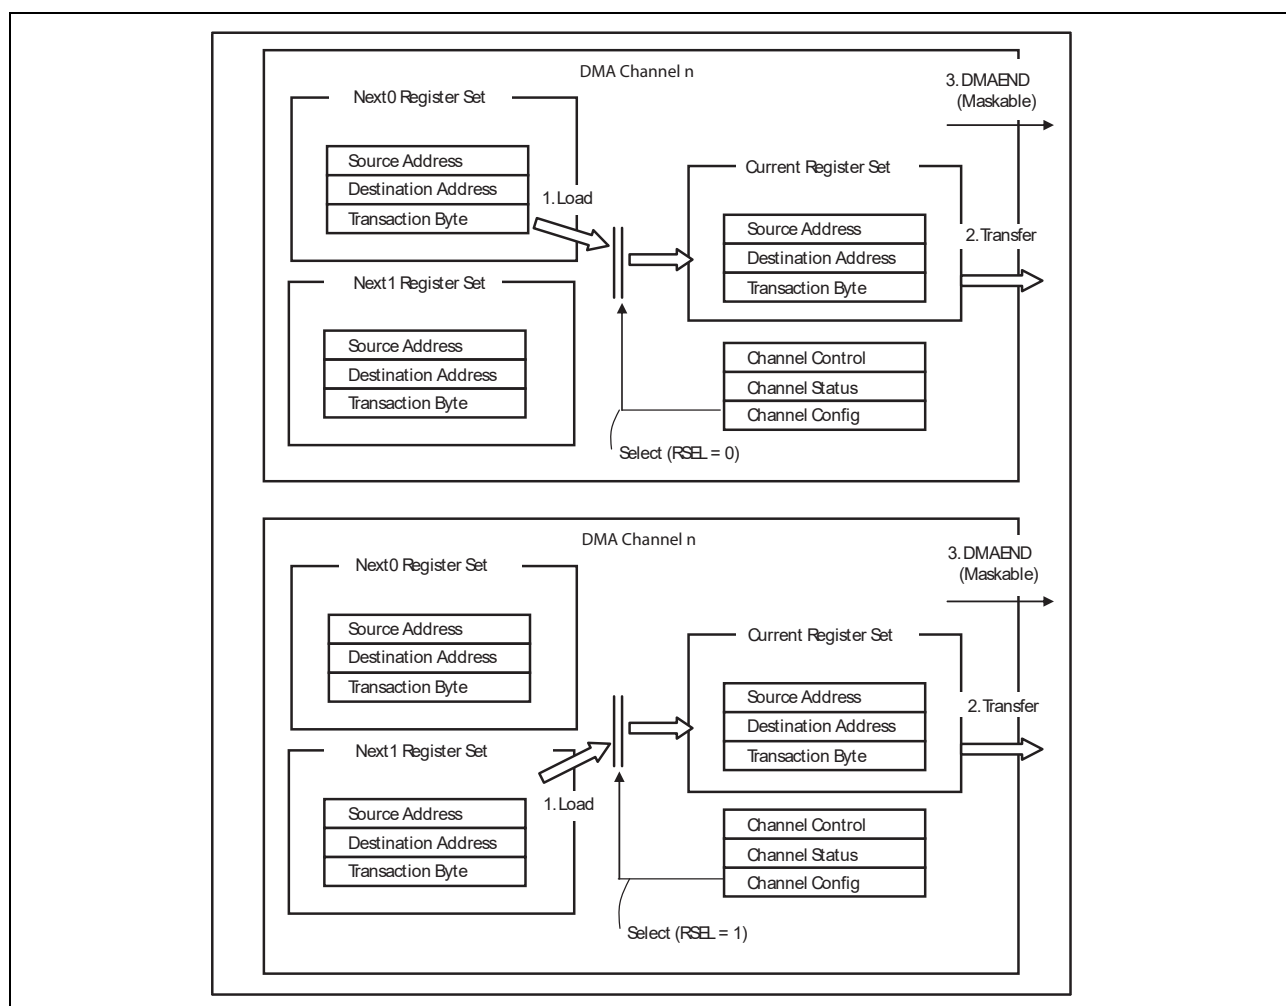 DMA Channel n
3. DMAEND
(Maskable)
Next0 Register Set
Source Address
Destination Address
Transaction Byte
1. Load
Current Register Set
Source Address
Destination Address
Transaction Byte
2. Transfer
Next1 Register Set
Source Address
Destination Address
Transaction Byte
Channel Control
Channel Status
Channel Config
Select (RSEL = 0)
DMA Channel n
3. DMAEND
(Maskable)
Next0 Register Set
Source Address
Destination Address
Transaction Byte
Current Register Set
Source Address
Destination Address
Transaction Byte
2. Transfer
Next1 Register Set
1. Load
Source Address
Destination Address
Transaction Byte
Channel Control
Channel Status
Channel Config
Select (RSEL = 1)